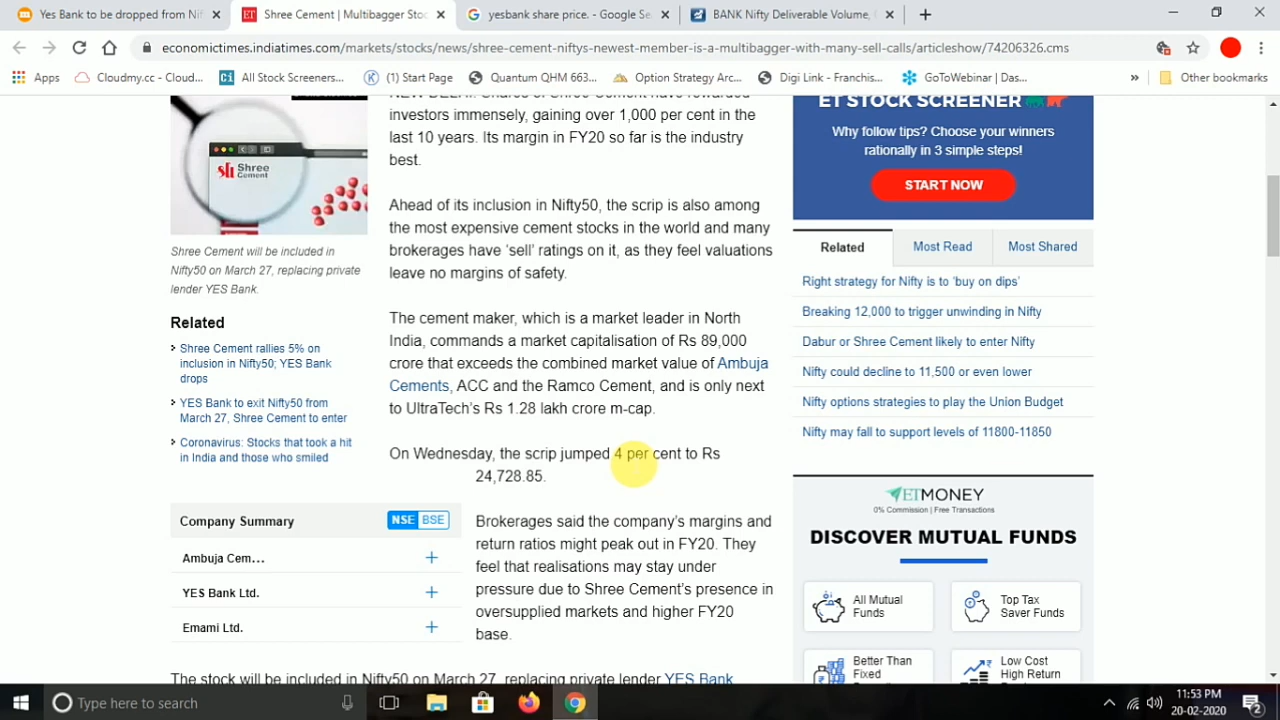 Yes Bank to be dropped from Nif
Shree Cement | Multibagger Stoc
yesbank share price. - Google Se
BANK Nifty Deliverable Volume,
economictimes.indiatimes.com/markets/stocks/news/shree-cement-niftys-newest-member-is-a-multibagger-with-many-sell-calls/articleshow/74206326.cms
Apps
Cloudmy.cc - Cloud...
All Stock Screeners...
(1) Start Page
Quantum QHM 663...
Option Strategy Arc...
Digi Link - Franchis...
GoToWebinar | Das...
»
Other bookmarks
Shree
Cement
Shree Cement will be included in
Nifty50 on March 27, replacing private
lender YES Bank.
Related
Shree Cement rallies 5% on
inclusion in Nifty50; YES Bank
drops
YES Bank to exit Nifty50 from
March 27, Shree Cement to enter
Coronavirus: Stocks that took a hit
in India and those who smiled
Company Summary
NSE BSE
Ambuja Cem... +
YES Bank Ltd. +
Emami Ltd. +
investors immensely, gaining over 1,000 per cent in the
last 10 years. Its margin in FY20 so far is the industry
best.
Ahead of its inclusion in Nifty50, the scrip is also among
the most expensive cement stocks in the world and many
brokerages have 'sell' ratings on it, as they feel valuations
leave no margins of safety.
The cement maker, which is a market leader in North
India, commands a market capitalisation of Rs 89,000
crore that exceeds the combined market value of Ambuja
Cements, ACC and the Ramco Cement, and is only next
to UltraTech's Rs 1.28 lakh crore m-cap.
On Wednesday, the scrip jumped 4 per cent to Rs
24,728.85.
Brokerages said the company's margins and
return ratios might peak out in FY20. They
feel that realisations may stay under
pressure due to Shree Cement's presence in
oversupplied markets and higher FY20
base.
The stock will be included in Nifty50 on March 27, replacing private lender YES Bank.
ET STOCK SCREENER
Why follow tips? Choose your winners
rationally in 3 simple steps!
START NOW
Related
Most Read
Most Shared
Right strategy for Nifty is to 'buy on dips'
Breaking 12,000 to trigger unwinding in Nifty
Dabur or Shree Cement likely to enter Nifty
Nifty could decline to 11,500 or even lower
Nifty options strategies to play the Union Budget
Nifty may fall to support levels of 11800-11850
ETMONEY
0% Commission | Free Transactions
DISCOVER MUTUAL FUNDS
All Mutual
Funds
Top Tax
Saver Funds
Better Than
Fixed
Low Cost
High Return
Type here to search
11:53 PM
20-02-2020
2